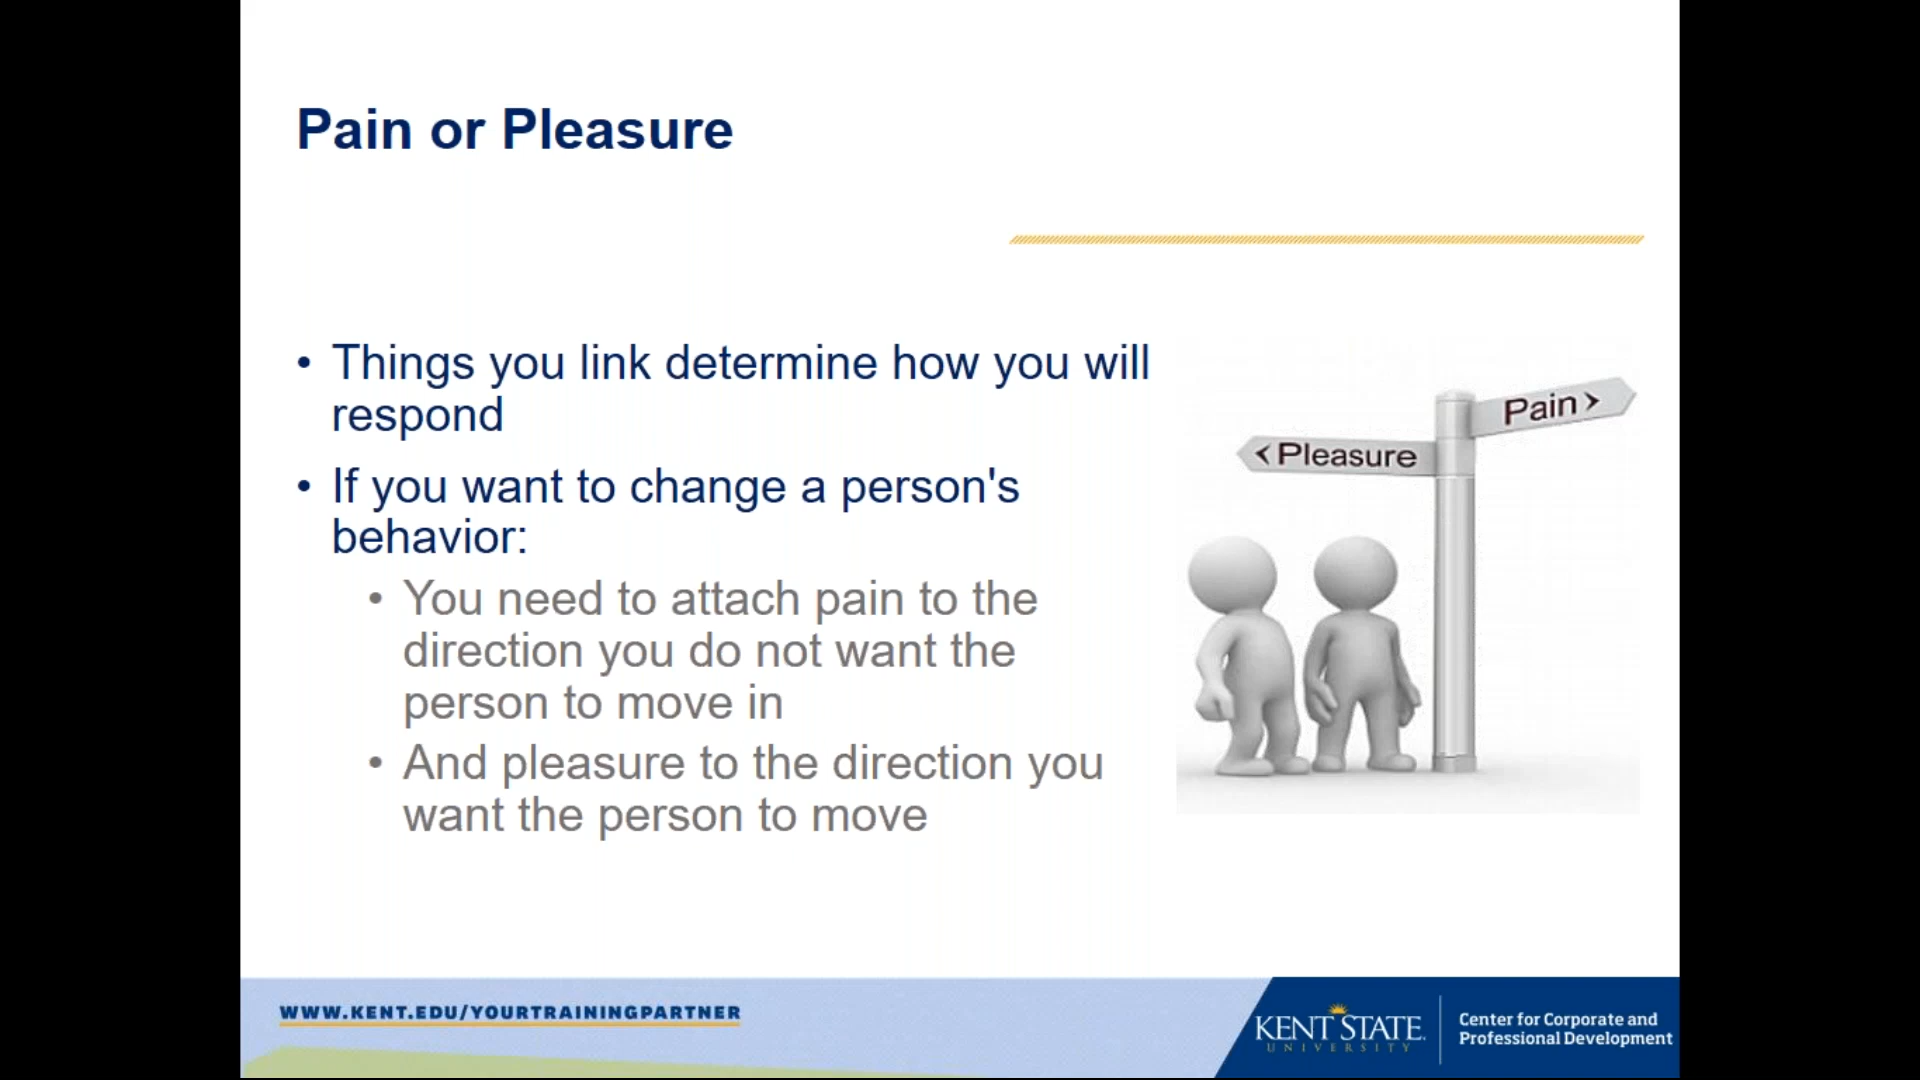 Pain or Pleasure
• Things you link determine how you will
respond
• If you want to change a person's
behavior:
• You need to attach pain to the
direction you do not want the
person to move in
• And pleasure to the direction you
want the person to move
Pain >
< Pleasure
WWW.KENT.EDU/YOURTRAININGPARTNER
KENT STATE
UNIVERSITY
Center for Corporate and
Professional Development